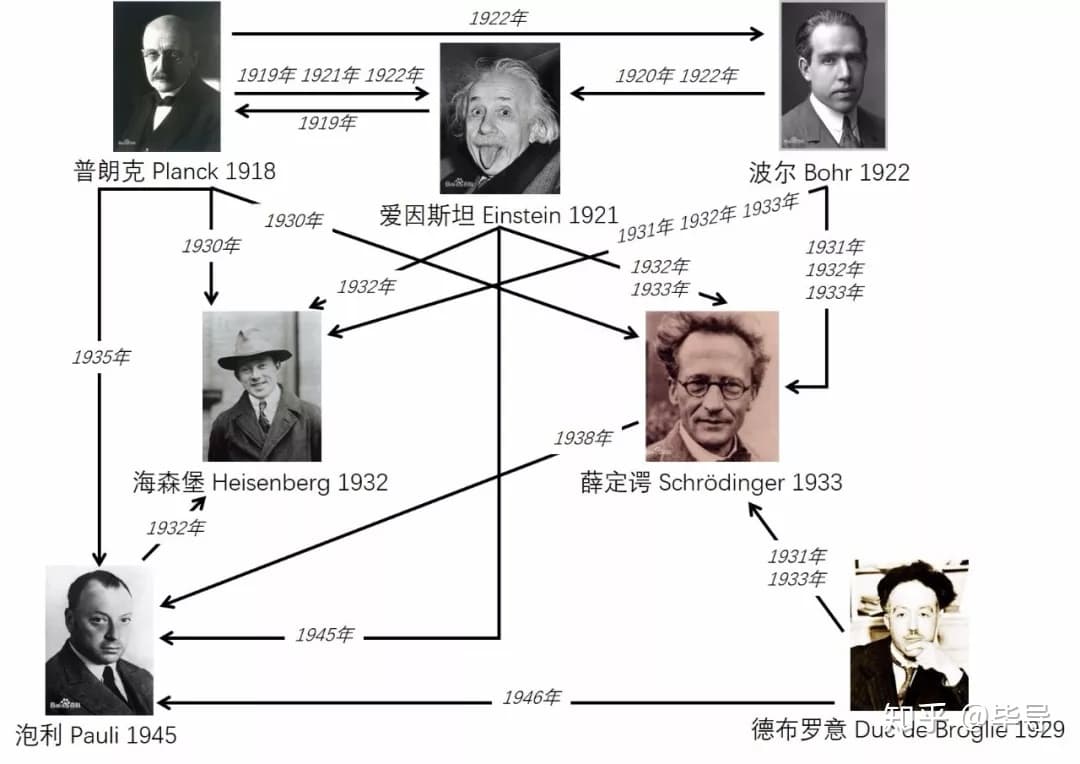 1922年
1919年 1921年 1922年
1920年 1922年
1919年
普朗克 Planck 1918
波尔 Bohr 1922
爱因斯坦 Einstein 1921
1930年
1931年 1932年 1933年
1930年
1931年
1932年
1933年
1932年
1932年
1933年
1935年
1938年
海森堡 Heisenberg 1932
薛定谔 Schrödinger 1933
1932年
1931年
1933年
1945年
1946年
泡利 Pauli 1945
德布罗意 Duc de Broglie 1929
知乎 @毕导